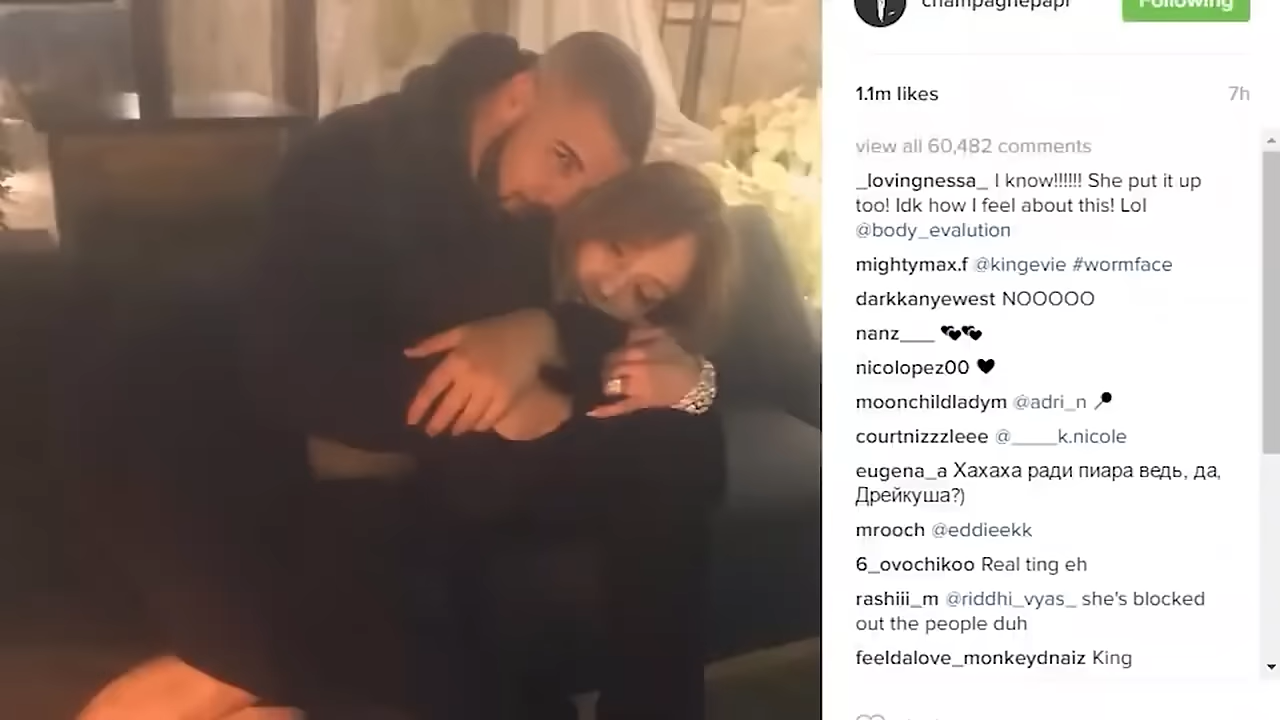 champagnepapi
Following
1.1m likes
7h
view all 60,482 comments
_lovingnessa_ I know!!!!!! She put it up
too! Idk how I feel about this! Lol
@body_evalution
mightymax.f @kingevie #wormface
darkkanyewest NOOOOO
nanz___
nicolopez00 🖤
moonchildladym @adri_n
courtnizzzleee @____k.nicole
eugena_a Хахаха ради пиара ведь, да,
Дрейкуша?)
mrooch @eddieekk
6_ovochikoo Real ting eh
rashiii_m @riddhi_vyas_ she's blocked
out the people duh
feeldalove_monkeydnaiz King